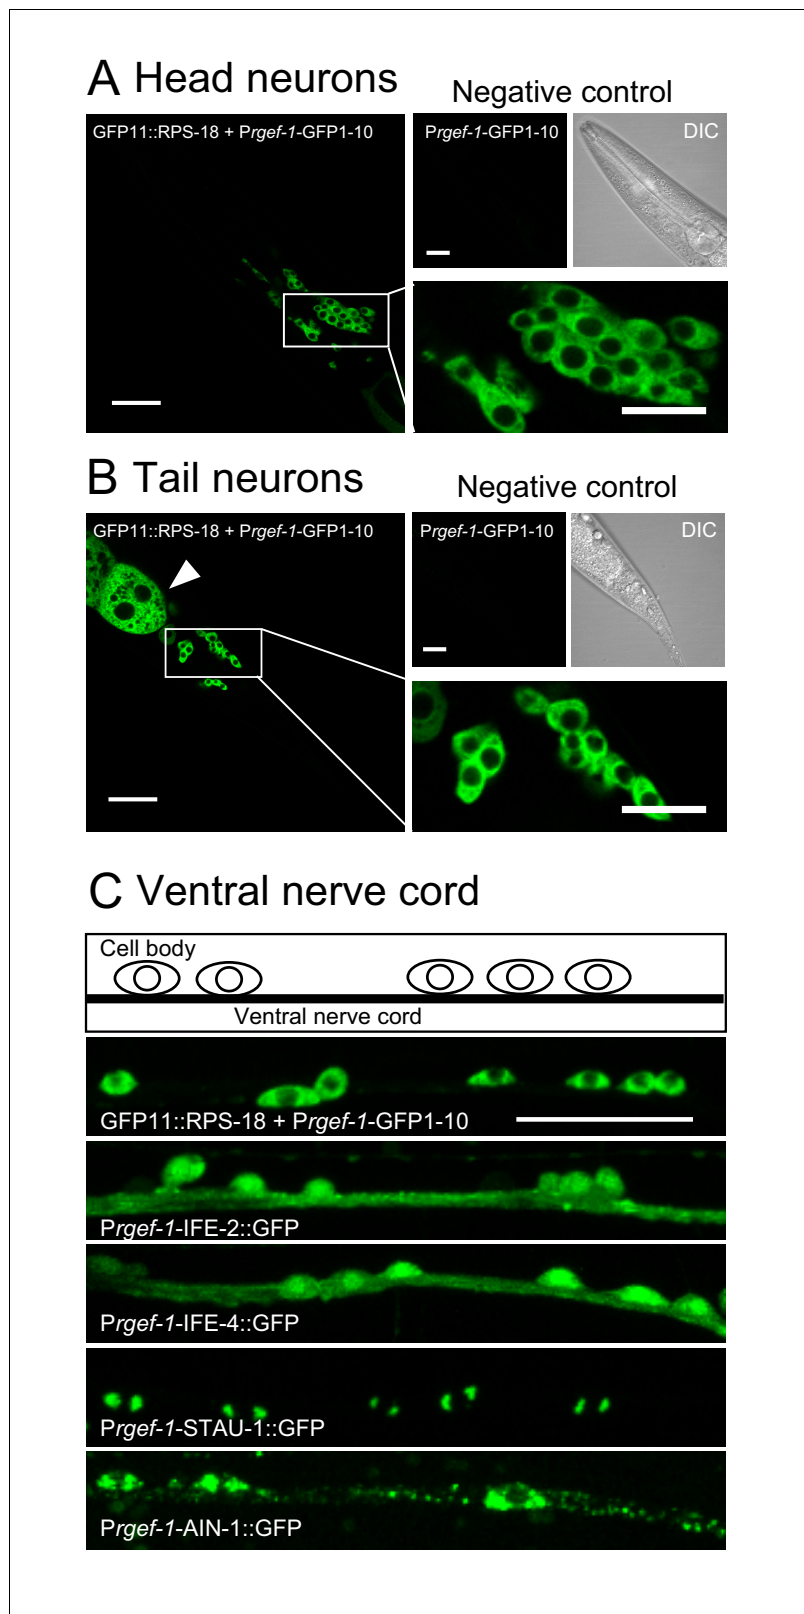 A Head neurons
Negative control
GFP11::RPS-18 + Prgef-1-GFP1-10
Prgef-1-GFP1-10
DIC
B Tail neurons
Negative control
GFP11::RPS-18 + Prgef-1-GFP1-10
Prgef-1-GFP1-10
DIC
C Ventral nerve cord
Cell body
Ventral nerve cord
GFP11::RPS-18 + Prgef-1-GFP1-10
Prgef-1-IFE-2::GFP
Prgef-1-IFE-4::GFP
Prgef-1-STAU-1::GFP
Prgef-1-AIN-1::GFP